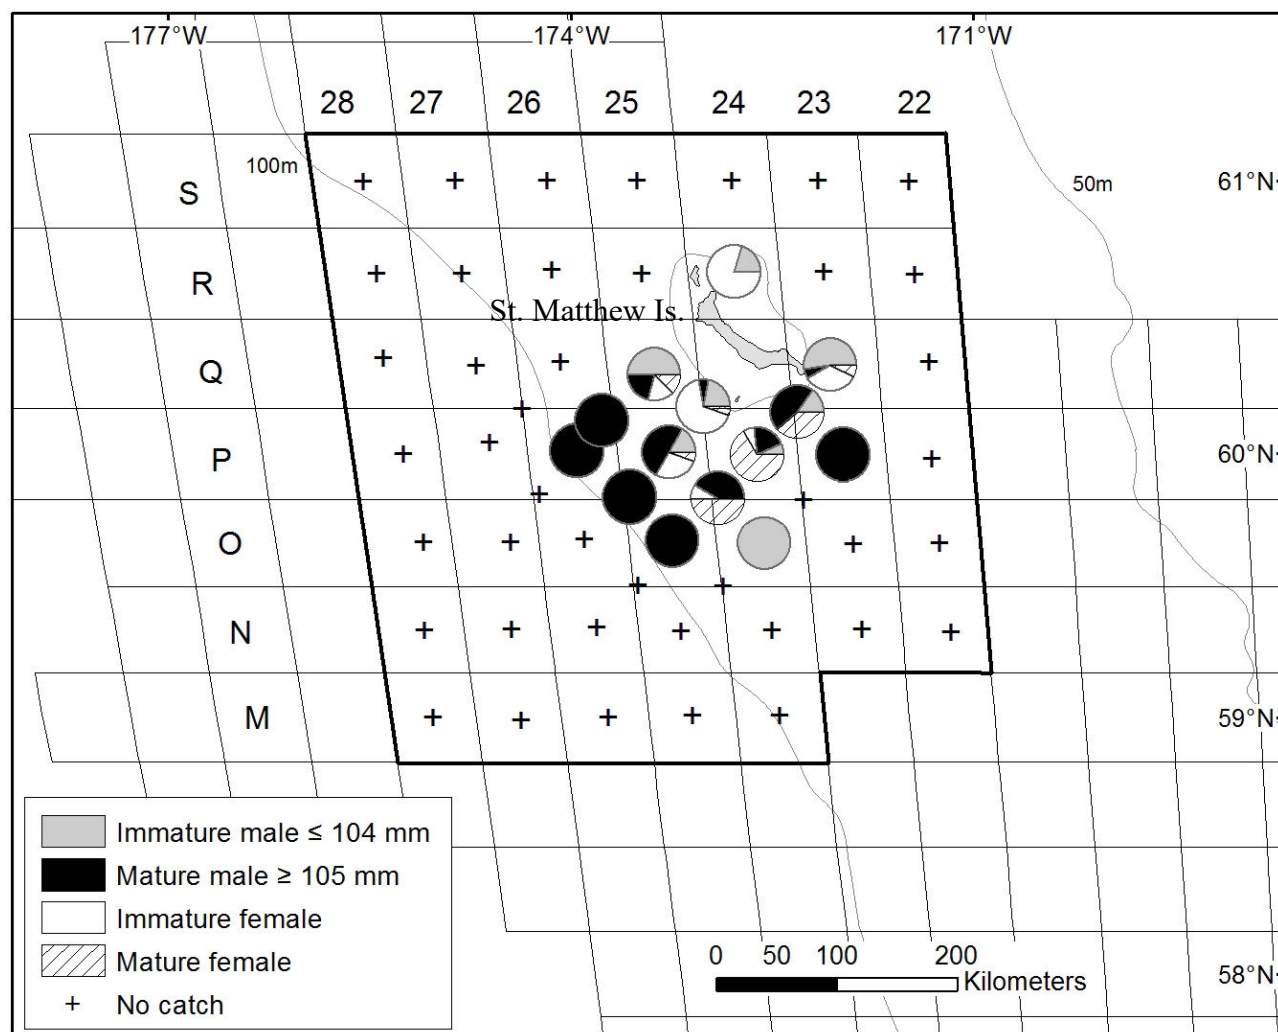 177°W 174°W 171°W
28 27 26 25 24 23 22
100m
S
50m
61°N
R
St. Matthew Is.
Q
P
60°N
O
N
M
59°N
Immature male ≤ 104 mm
Mature male ≥ 105 mm
Immature female
Mature female
+ No catch
0 50 100 200
Kilometers
58°N